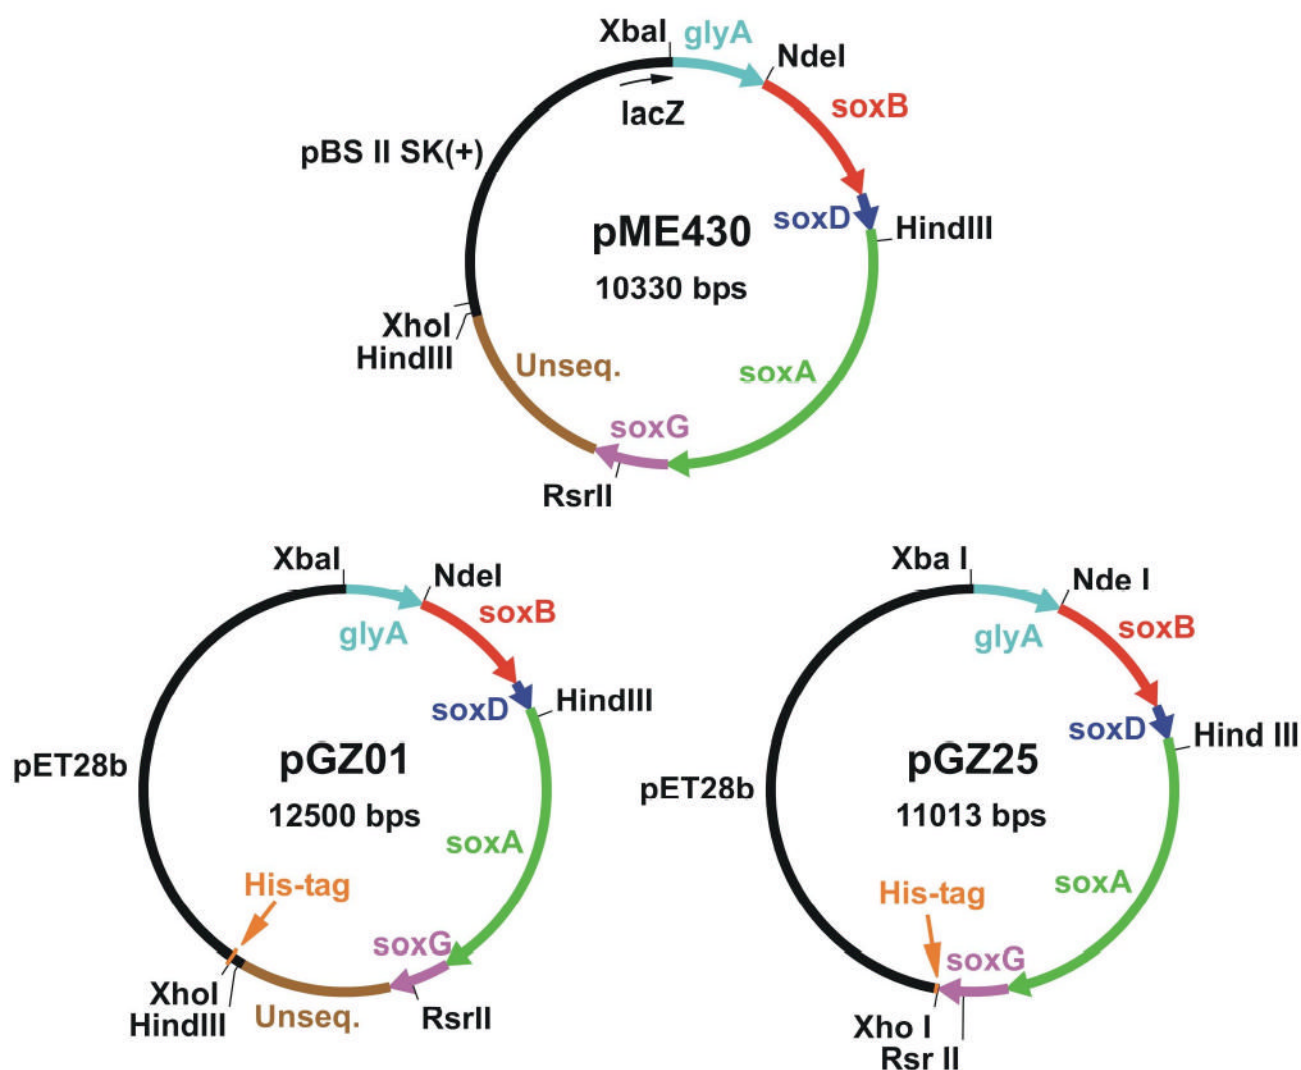 XbaI
glyA
NdeI
lacZ
soxB
pBS II SK(+)
soxD
HindIII
pME430
10330 bps
XhoI
HindIII
Unseq.
soxA
soxG
RsrII
XbaI
NdeI
glyA
soxB
soxD
HindIII
pET28b
pGZ01
12500 bps
soxA
His-tag
soxG
XhoI
HindIII
Unseq.
RsrII
Xba I
Nde I
glyA
soxB
soxD
Hind III
pET28b
pGZ25
11013 bps
soxA
His-tag
soxG
Xho I
Rsr II